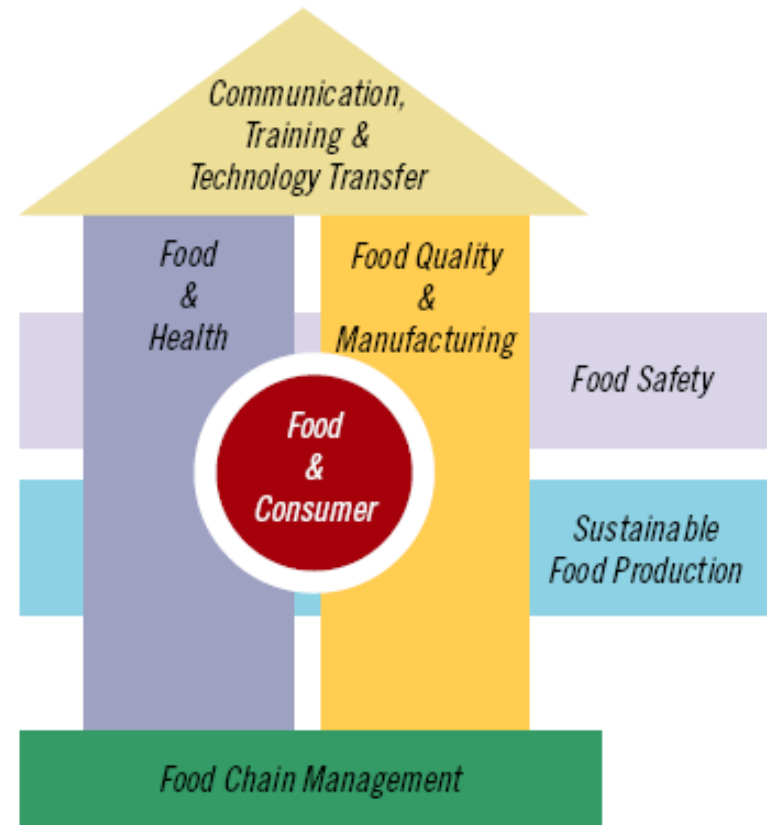 Communication,
Training &
Technology Transfer
Food
&
Health
Food Quality
&
Manufacturing
Food Safety
Food
&
Consumer
Sustainable
Food Production
Food Chain Management